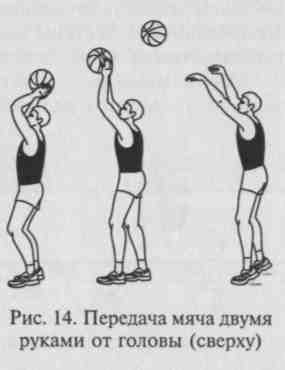 Рис. 14. Передача мяча двумя
руками от головы (сверху)